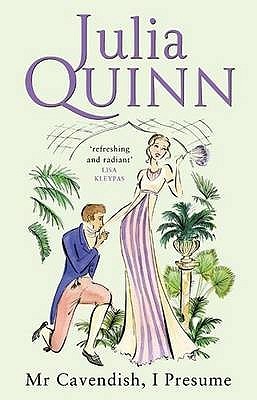 Julia
QUINN
'refreshing
and radiant'
LISA
KLEYPAS
Mr Cavendish, I Presume